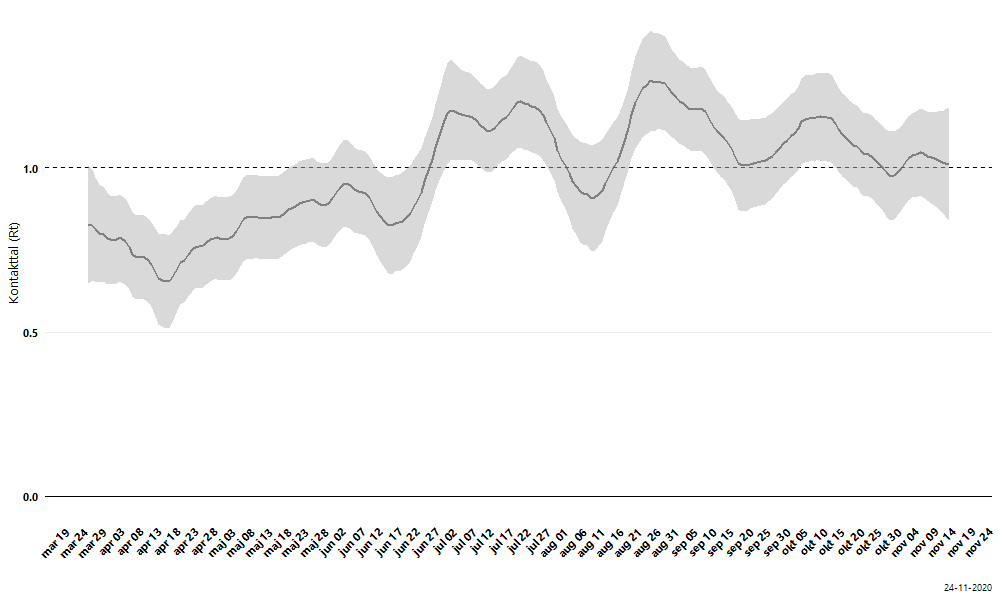 Kontakttal (Rt)
1.0
0.5
0.0
mar 19
mar 24
mar 29
apr 03
apr 08
apr 13
apr 18
apr 23
apr 28
maj 03
maj 08
maj 13
maj 18
maj 23
maj 28
jun 02
jun 07
jun 12
jun 17
jun 22
jun 27
jul 02
jul 07
jul 12
jul 17
jul 22
jul 27
aug 01
aug 06
aug 11
aug 16
aug 21
aug 26
aug 31
sep 05
sep 10
sep 15
sep 20
sep 25
sep 30
okt 05
okt 10
okt 15
okt 20
okt 25
okt 30
nov 04
nov 09
nov 14
nov 19
nov 24
24-11-2020